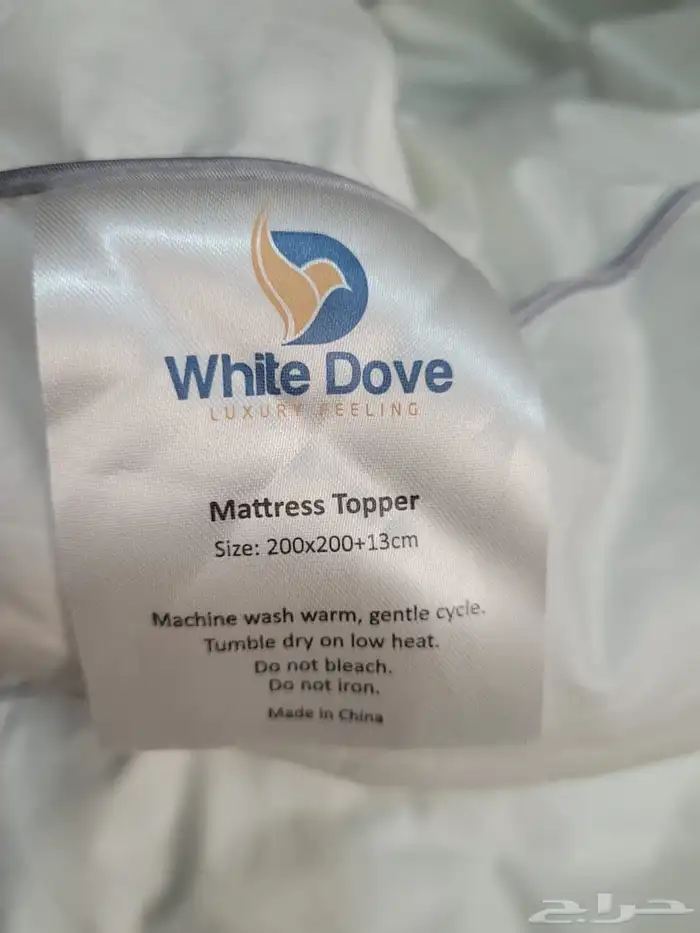 White Dove
LUXURY FEELING
Mattress Topper
Size: 200x200+13cm
Machine wash warm, gentle cycle.
Tumble dry on low heat.
Do not bleach.
Do not iron.
Made in China
حراج